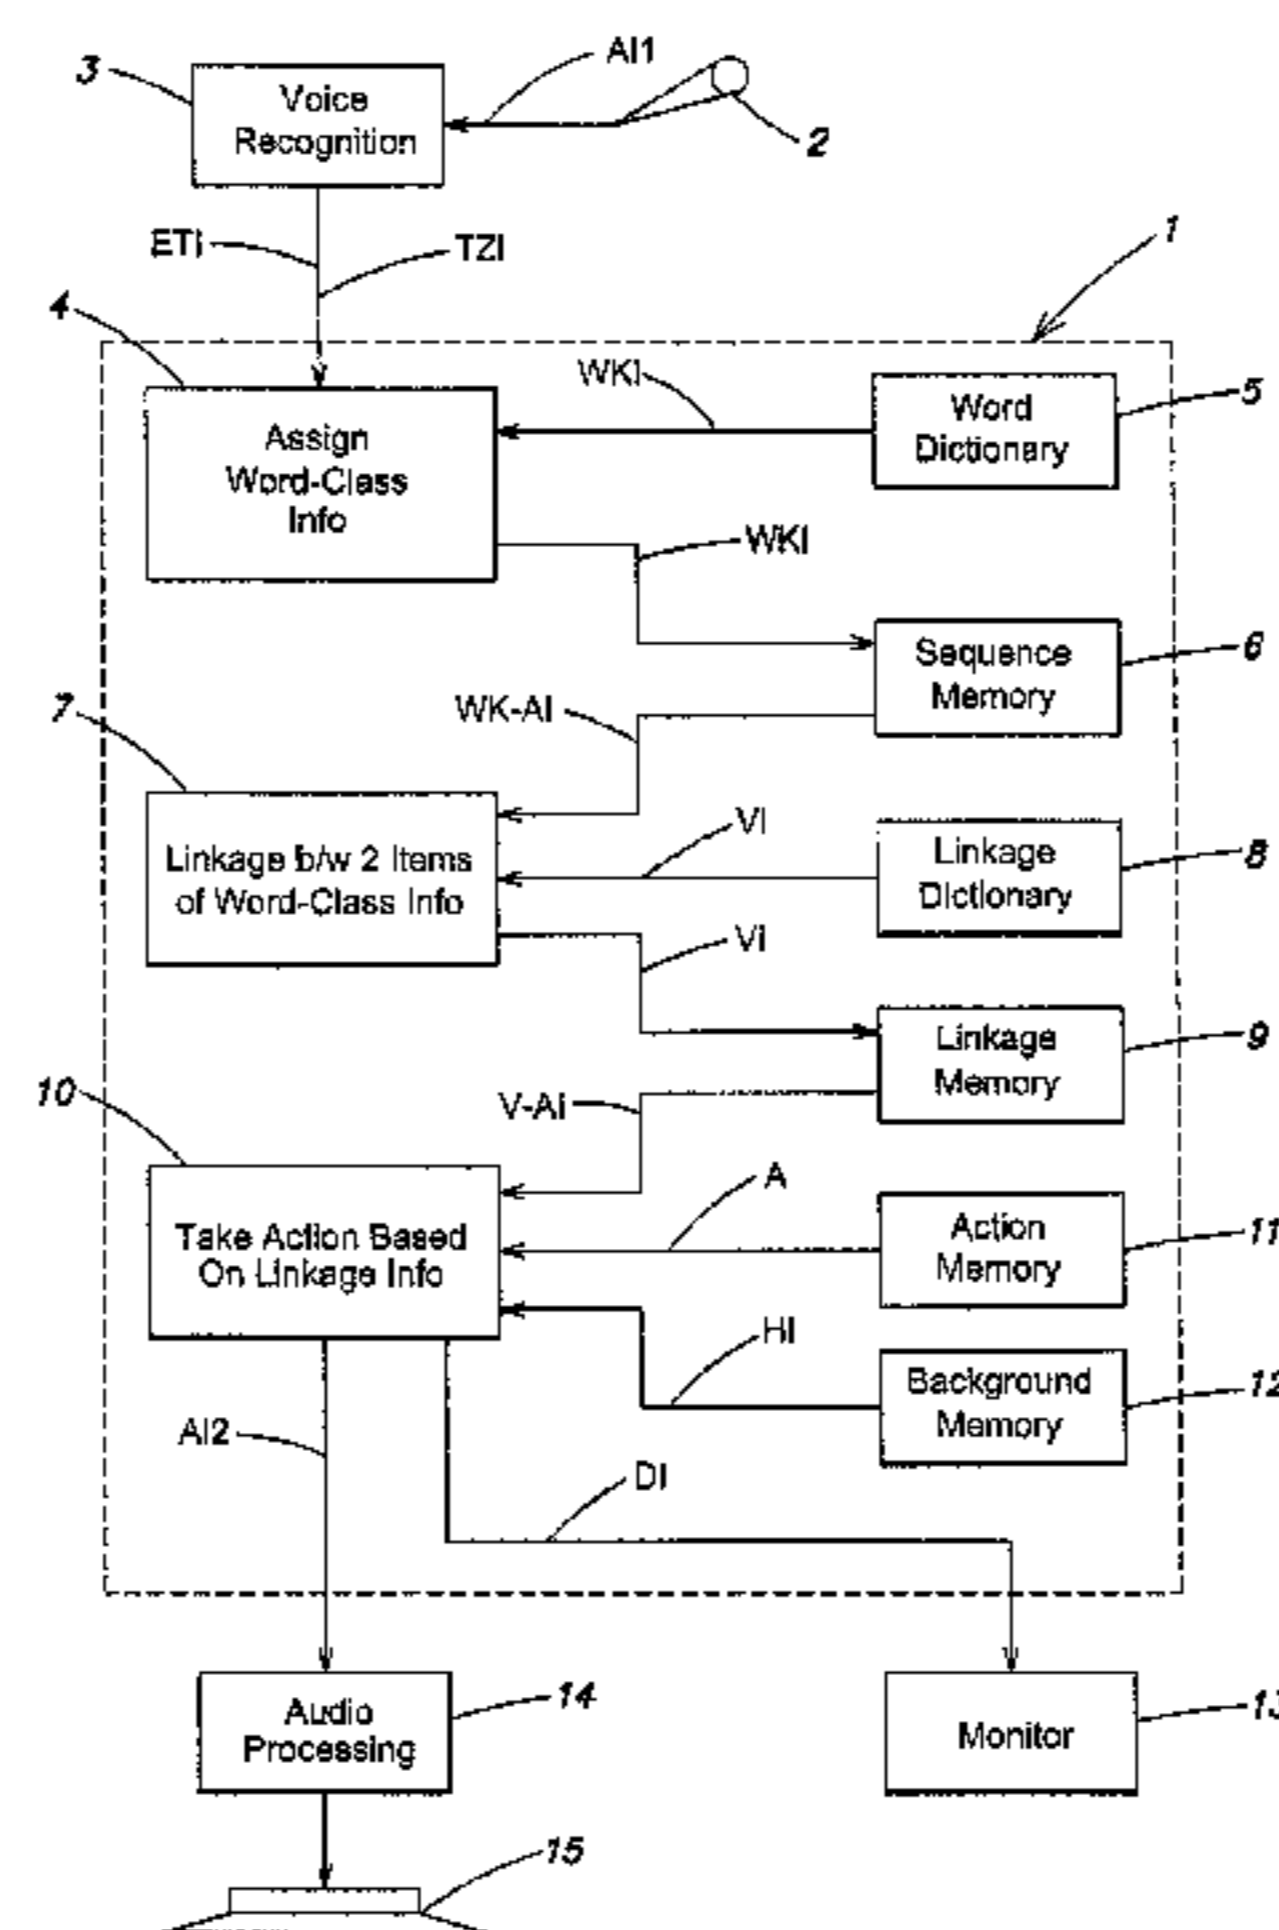 AI1
3
Voice
Recognition
2
ETI
TZI
1
4
WKI
5
Word
Dictionary
Assign
Word-Class
Info
WKI
6
Sequence
Memory
WK-AI
7
VI
8
Linkage
Dictionary
Linkage b/w 2 Items
of Word-Class Info
VI
9
Linkage
Memory
10
V-AI
A
11
Action
Memory
Take Action Based
On Linkage Info
HI
12
Background
Memory
AI2
DI
14
Audio
Processing
13
Monitor
15